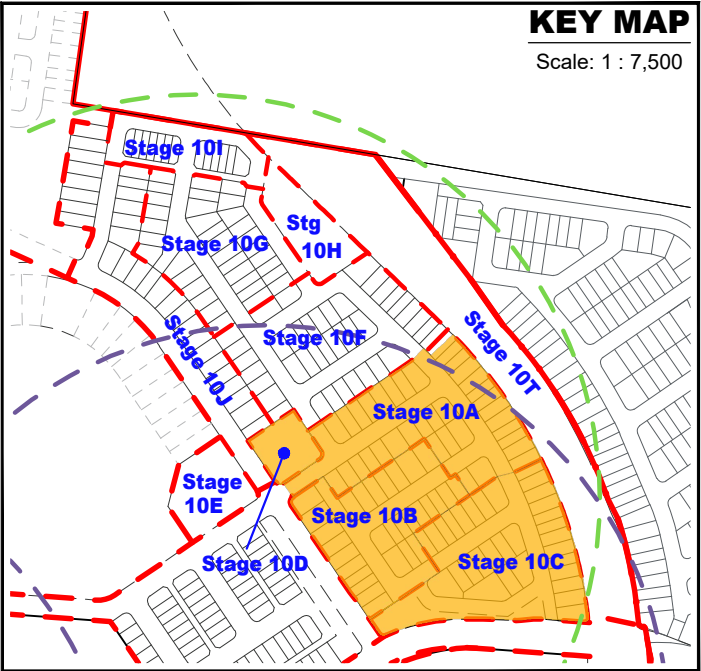 KEY MAP
Scale: 1 : 7,500
Stage 10I
Stg
10H
Stage 10G
Stage 10J
Stage 10F
Stage 10T
Stage 10A
Stage
10E
Stage 10B
Stage 10D
Stage 10C